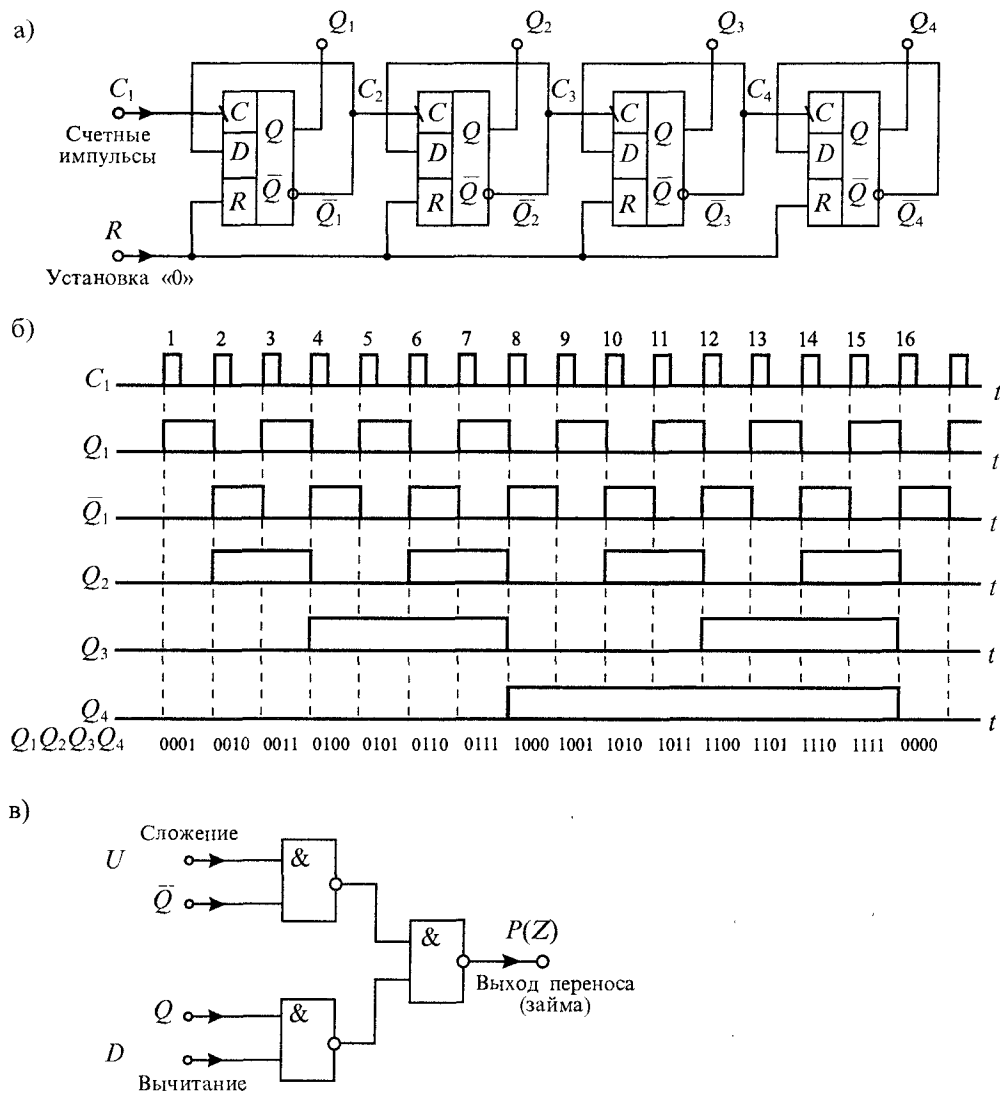 а)
Q₁ Q₂ Q₃ Q₄
C₁ C₂ C₃ C₄
C Q C Q C Q C Q
Счетные
импульсы
D D D D
R Q̅ R Q̅ R Q̅ R Q̅
Q̅₁ Q̅₂ Q̅₃ Q̅₄
R
Установка «0»
б)
1 2 3 4 5 6 7 8 9 10 11 12 13 14 15 16
C₁ t
Q₁ t
Q̅₁ t
Q₂ t
Q₃ t
Q₄ t
Q₁Q₂Q₃Q₄ 0001 0010 0011 0100 0101 0110 0111 1000 1001 1010 1011 1100 1101 1110 1111 0000
в)
Сложение
U &
Q̅
& P(Z)
Выход переноса
(займа)
Q &
D
Вычитание